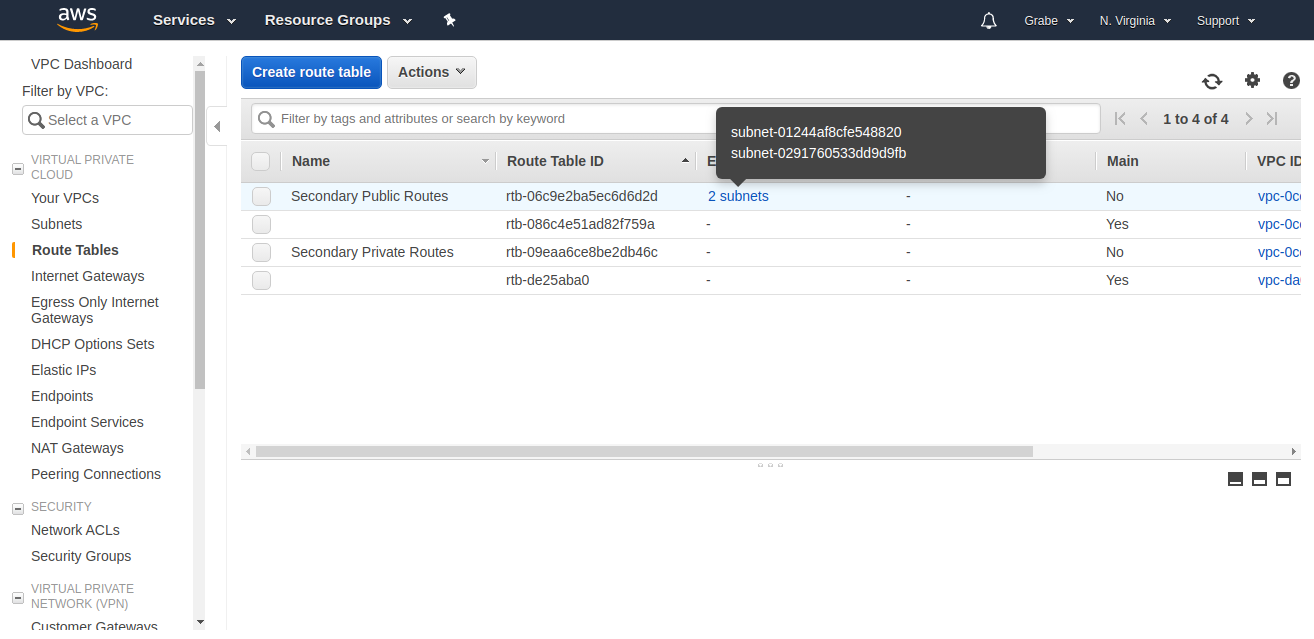 aws
Services
Resource Groups
Grabe
N. Virginia
Support
VPC Dashboard
Filter by VPC:
Select a VPC
VIRTUAL PRIVATE
CLOUD
Your VPCs
Subnets
Route Tables
Internet Gateways
Egress Only Internet
Gateways
DHCP Options Sets
Elastic IPs
Endpoints
Endpoint Services
NAT Gateways
Peering Connections
SECURITY
Network ACLs
Security Groups
VIRTUAL PRIVATE
NETWORK (VPN)
Customer Gateways
Create route table
Actions
Filter by tags and attributes or search by keyword
1 to 4 of 4
subnet-01244af8cfe548820
subnet-0291760533dd9d9fb
Name Route Table ID Main VPC ID
Secondary Public Routes rtb-06c9e2ba5ec6d6d2d 2 subnets - No vpc-0c
rtb-086c4e51ad82f759a - - Yes vpc-0c
Secondary Private Routes rtb-09eaa6ce8be2db46c - - No vpc-0c
rtb-de25aba0 - - Yes vpc-da